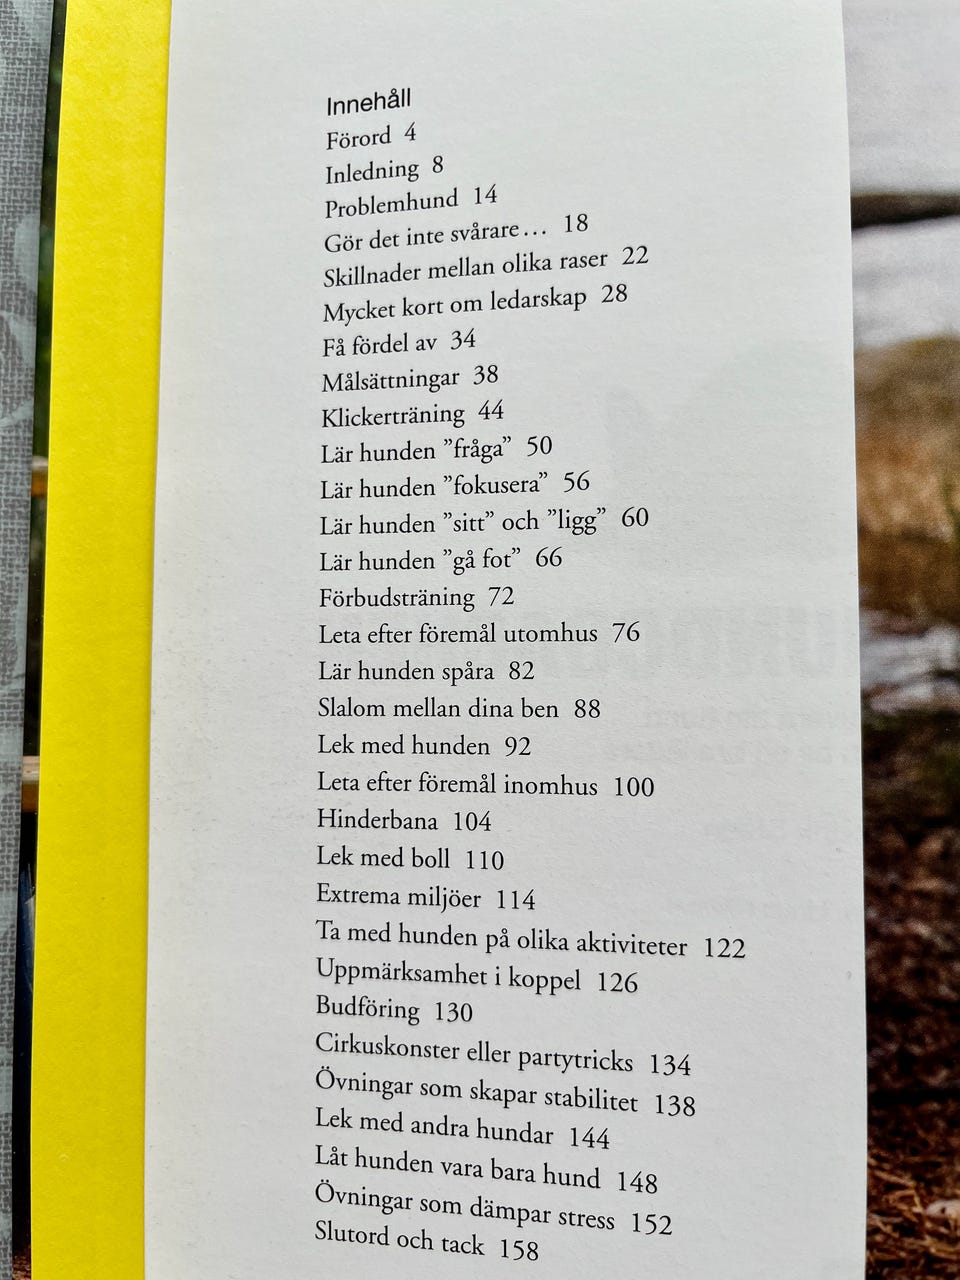 Innehåll
Förord 4
Inledning 8
Problemhund 14
Gör det inte svårare... 18
Skillnader mellan olika raser 22
Mycket kort om ledarskap 28
Få fördel av 34
Målsättningar 38
Klickerträning 44
Lär hunden ”fråga” 50
Lär hunden ”fokusera” 56
Lär hunden ”sitt” och ”ligg” 60
Lär hunden ”gå fot” 66
Förbudsträning 72
Leta efter föremål utomhus 76
Lär hunden spåra 82
Slalom mellan dina ben 88
Lek med hunden 92
Leta efter föremål inomhus 100
Hinderbana 104
Lek med boll 110
Extrema miljöer 114
Ta med hunden på olika aktiviteter 122
Uppmärksamhet i koppel 126
Budföring 130
Cirkuskonster eller partytricks 134
Övningar som skapar stabilitet 138
Lek med andra hundar 144
Låt hunden vara bara hund 148
Övningar som dämpar stress 152
Slutord och tack 158